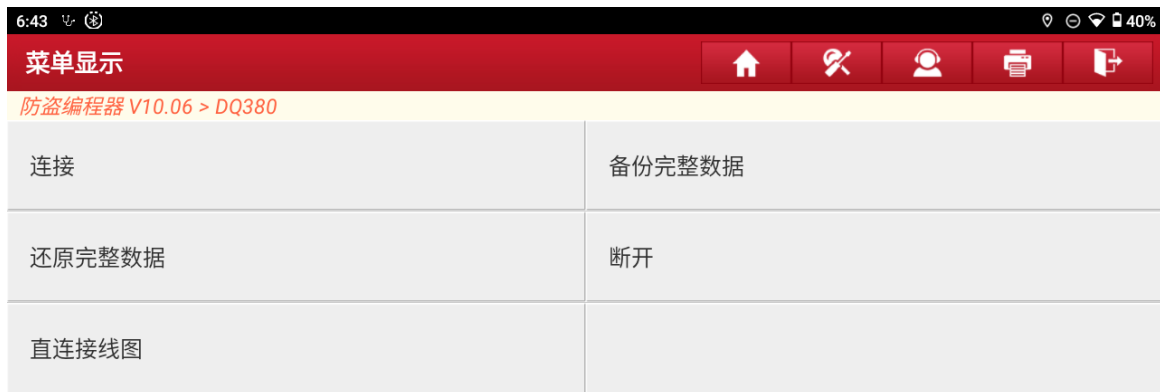 6:43 40%
菜单显示
防盗编程器 V10.06 > DQ380
连接 备份完整数据
还原完整数据 断开
直连接线图